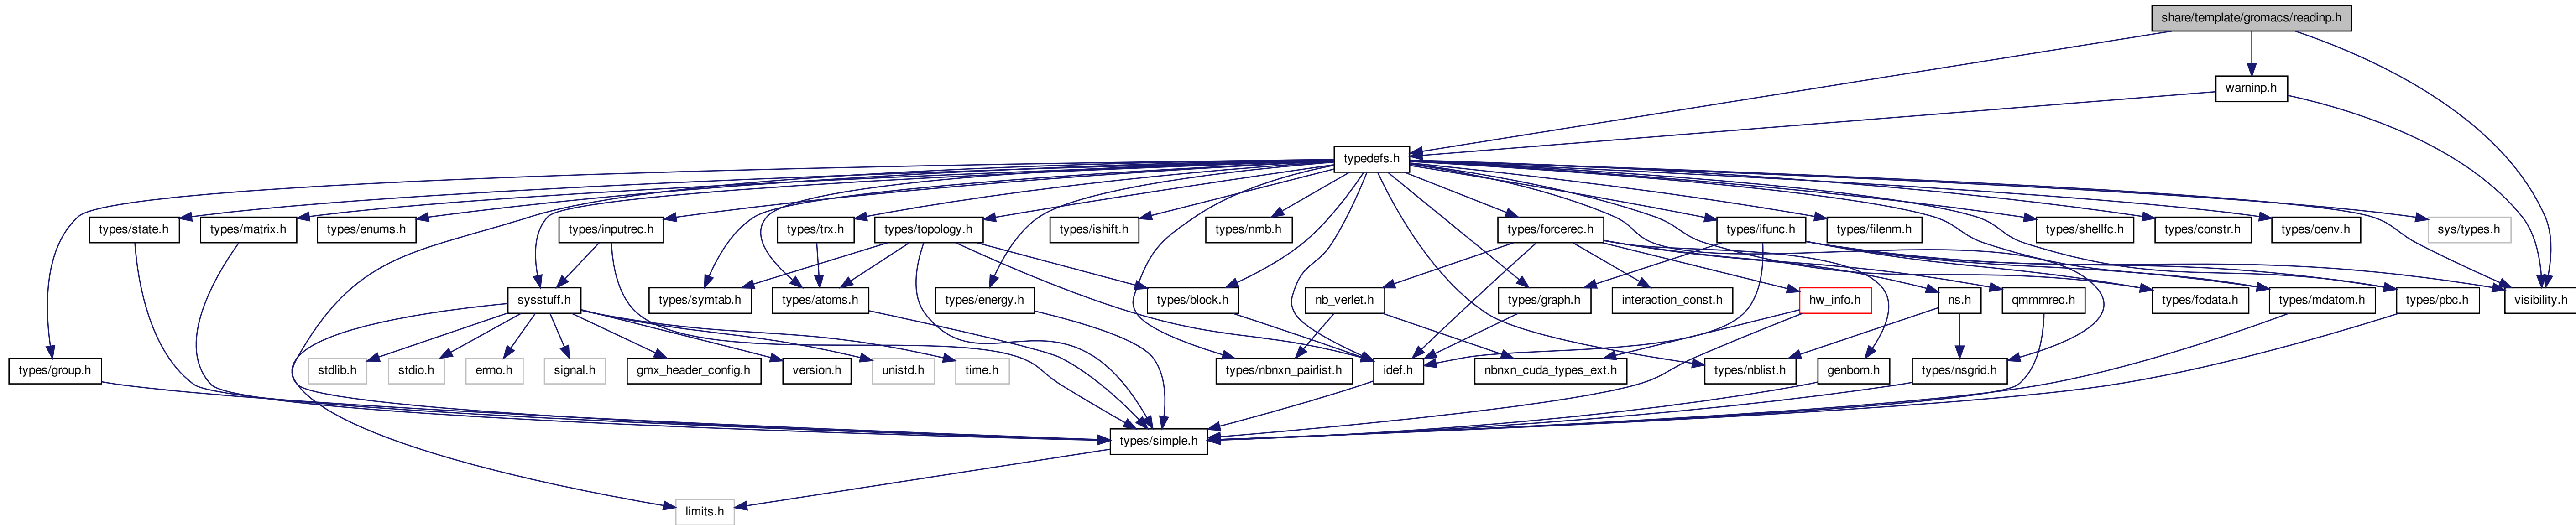 share/template/gromacs/readinp.h
warninp.h
typedefs.h
types/state.h
types/matrix.h
types/enums.h
types/inputrec.h
types/trx.h
types/topology.h
types/ishift.h
types/nrnb.h
types/forcerec.h
types/ifunc.h
types/filenm.h
types/shellfc.h
types/constr.h
types/oenv.h
sys/types.h
sysstuff.h
types/symtab.h
types/atoms.h
types/energy.h
types/block.h
nb_verlet.h
types/graph.h
interaction_const.h
hw_info.h
ns.h
qmmmrec.h
types/fcdata.h
types/mdatom.h
types/pbc.h
visibility.h
types/group.h
stdlib.h
stdio.h
errno.h
signal.h
gmx_header_config.h
version.h
unistd.h
time.h
types/nbnxn_pairlist.h
idef.h
nbnxn_cuda_types_ext.h
types/nblist.h
genborn.h
types/nsgrid.h
types/simple.h
limits.h